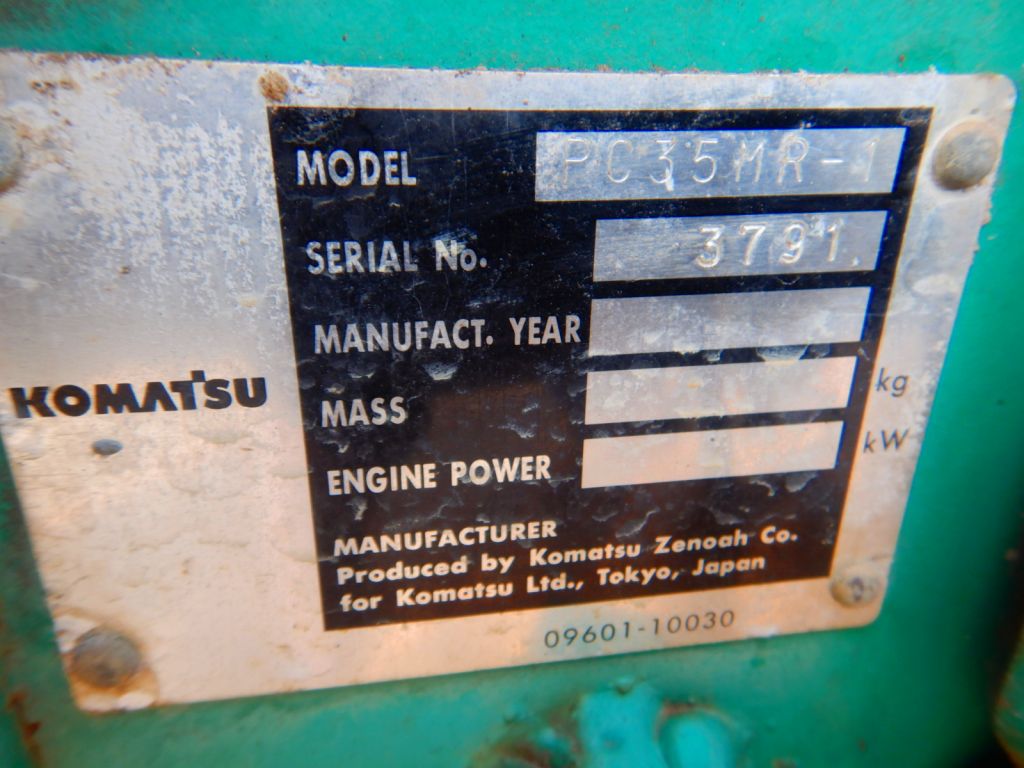 MODEL PC35MR-1
SERIAL No. 3791
MANUFACT. YEAR
MASS kg
ENGINE POWER kW
KOMATSU
MANUFACTURER
Produced by Komatsu Zenoah Co.
for Komatsu Ltd., Tokyo, Japan
09601-10030